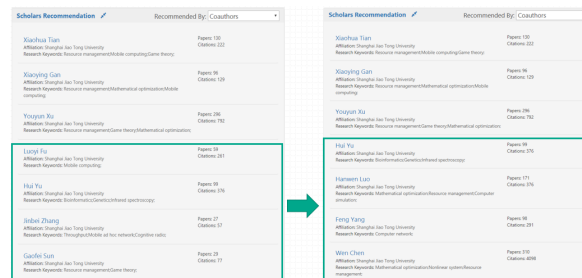 Scholars Recommendation
Recommended By: Coauthors
Xiaohua Tian
Papers: 130
Affiliation: Shanghai Jiao Tong University
Citations: 222
Research Keywords: Resource management;Mobile computing;Game theory;
Xiaoying Gan
Papers: 96
Affiliation: Shanghai Jiao Tong University
Citations: 129
Research Keywords: Resource management;Mathematical optimization;Mobile
computing;
Youyun Xu
Papers: 296
Affiliation: Shanghai Jiao Tong University
Citations: 792
Research Keywords: Resource management;Game theory;Mathematical optimization;
Luoyi Fu
Papers: 58
Affiliation: Shanghai Jiao Tong University
Citations: 261
Research Keywords: Mobile computing;
Hui Yu
Papers: 99
Affiliation: Shanghai Jiao Tong University
Citations: 376
Research Keywords: Bioinformatics;Genetics;Infrared spectroscopy;
Jinbei Zhang
Papers: 27
Affiliation: Shanghai Jiao Tong University
Citations: 57
Research Keywords: Throughput;Mobile ad hoc network;Cognitive radio;
Gaofei Sun
Papers: 29
Affiliation: Shanghai Jiao Tong University
Citations: 77
Research Keywords: Resource management;Game theory;
Scholars Recommendation
Recommended By: Coauthors
Xiaohua Tian
Papers: 130
Affiliation: Shanghai Jiao Tong University
Citations: 222
Research Keywords: Resource management;Mobile computing;Game theory;
Xiaoying Gan
Papers: 96
Affiliation: Shanghai Jiao Tong University
Citations: 129
Research Keywords: Resource management;Mathematical optimization;Mobile
computing;
Youyun Xu
Papers: 296
Affiliation: Shanghai Jiao Tong University
Citations: 792
Research Keywords: Resource management;Game theory;Mathematical optimization;
Hui Yu
Papers: 99
Affiliation: Shanghai Jiao Tong University
Citations: 376
Research Keywords: Bioinformatics;Genetics;Infrared spectroscopy;
Hanwen Luo
Papers: 171
Affiliation: Shanghai Jiao Tong University
Citations: 376
Research Keywords: Mathematical optimization;Resource management;Computer
simulation;
Feng Yang
Papers: 90
Affiliation: Shanghai Jiao Tong University
Citations: 291
Research Keywords: Computer network;
Wen Chen
Papers: 310
Affiliation: Shanghai Jiao Tong University
Citations: 4098
Research Keywords: Mathematical optimization;Nonlinear system;Resource
management;